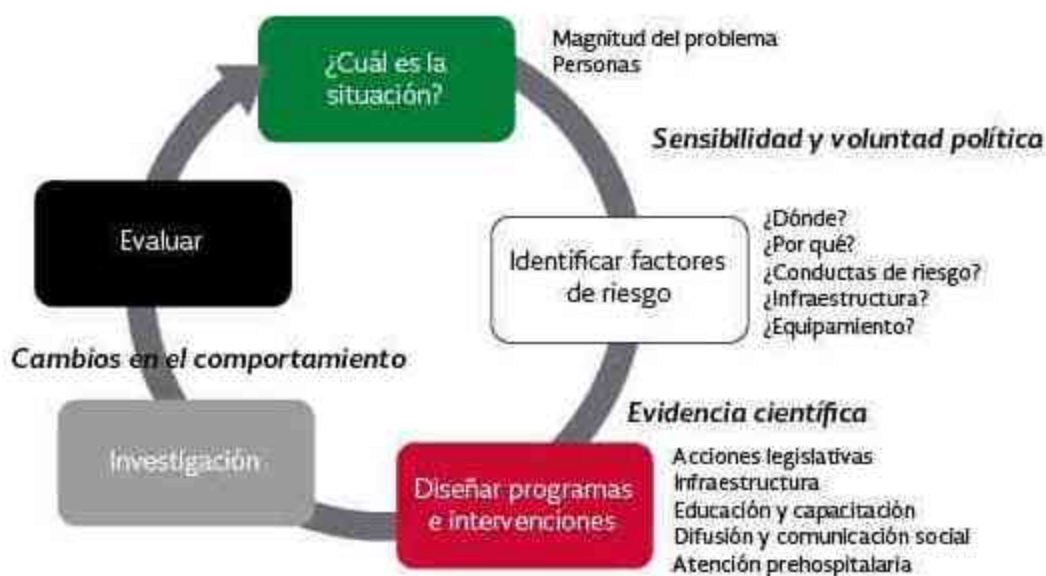 ¿Cuál es la
situación?
Magnitud del problema
Personas
Sensibilidad y voluntad política
Identificar factores
de riesgo
¿Dónde?
¿Por qué?
¿Conductas de riesgo?
¿Infraestructura?
¿Equipamiento?
Evidencia científica
Diseñar programas
e intervenciones
Acciones legislativas
Infraestructura
Educación y capacitación
Difusión y comunicación social
Atención prehospitalaria
Investigación
Cambios en el comportamiento
Evaluar